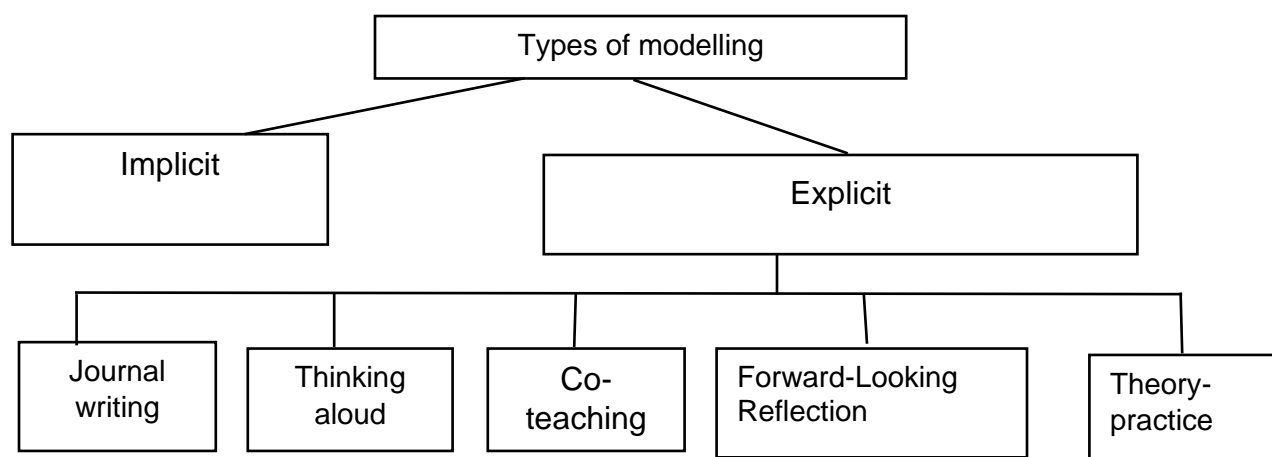 Types of modelling
Implicit
Explicit
Journal
writing
Thinking
aloud
Co-
teaching
Forward-Looking
Reflection
Theory-
practice